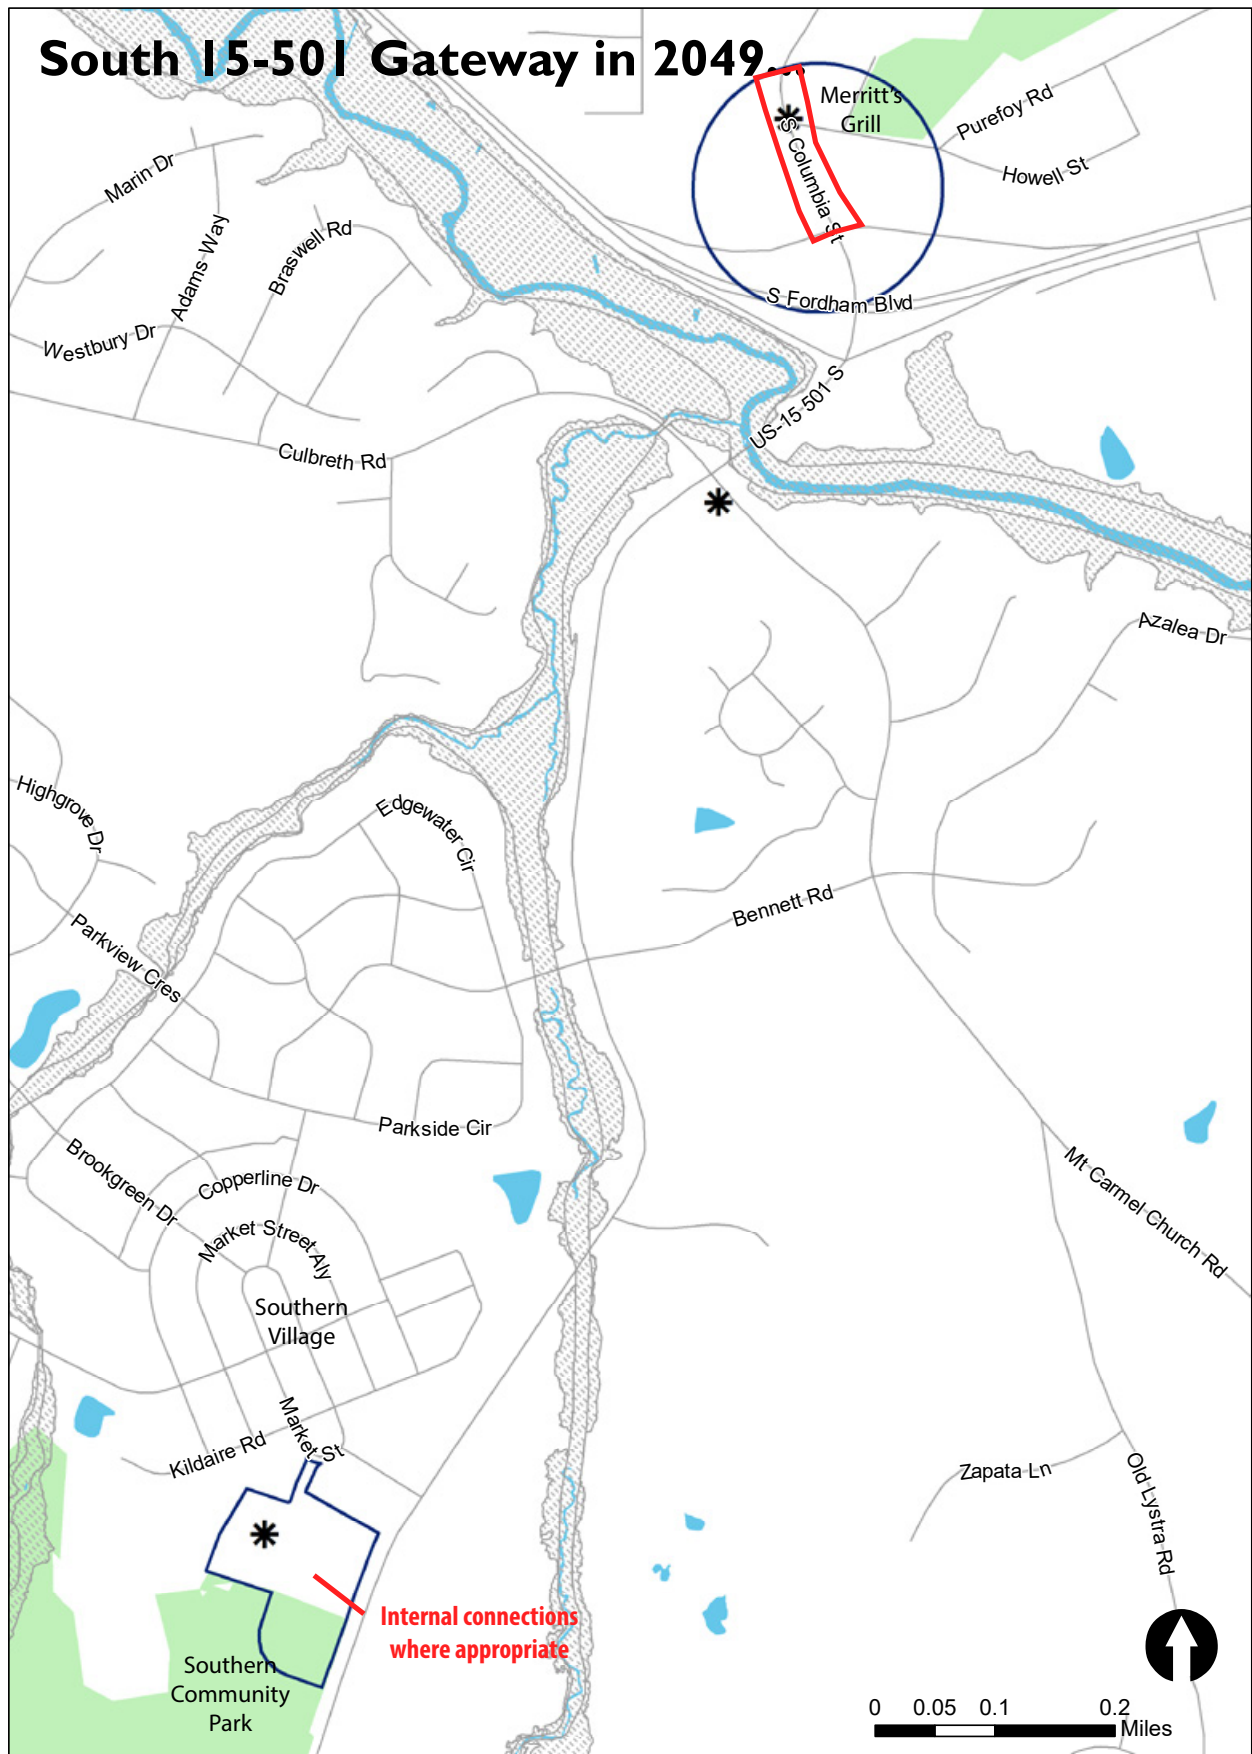 South 15-501 Gateway in 2049...
Merritt's
Grill
Purefoy Rd
Howell St
S Columbia St
Marin Dr
Adams Way
Braswell Rd
Westbury Dr
S Fordham Blvd
US-15-501 S
Culbreth Rd
Azalea Dr
Highgrove Dr
Edgewater Cir
Bennett Rd
Parkview Cres
Parkside Cir
Brookgreen Dr
Copperline Dr
Market Street Aly
Mt Carmel Church Rd
Southern
Village
Market St
Kildaire Rd
Zapata Ln
Old Lystra Rd
Internal connections
where appropriate
Southern
Community
Park
0 0.05 0.1 0.2
Miles